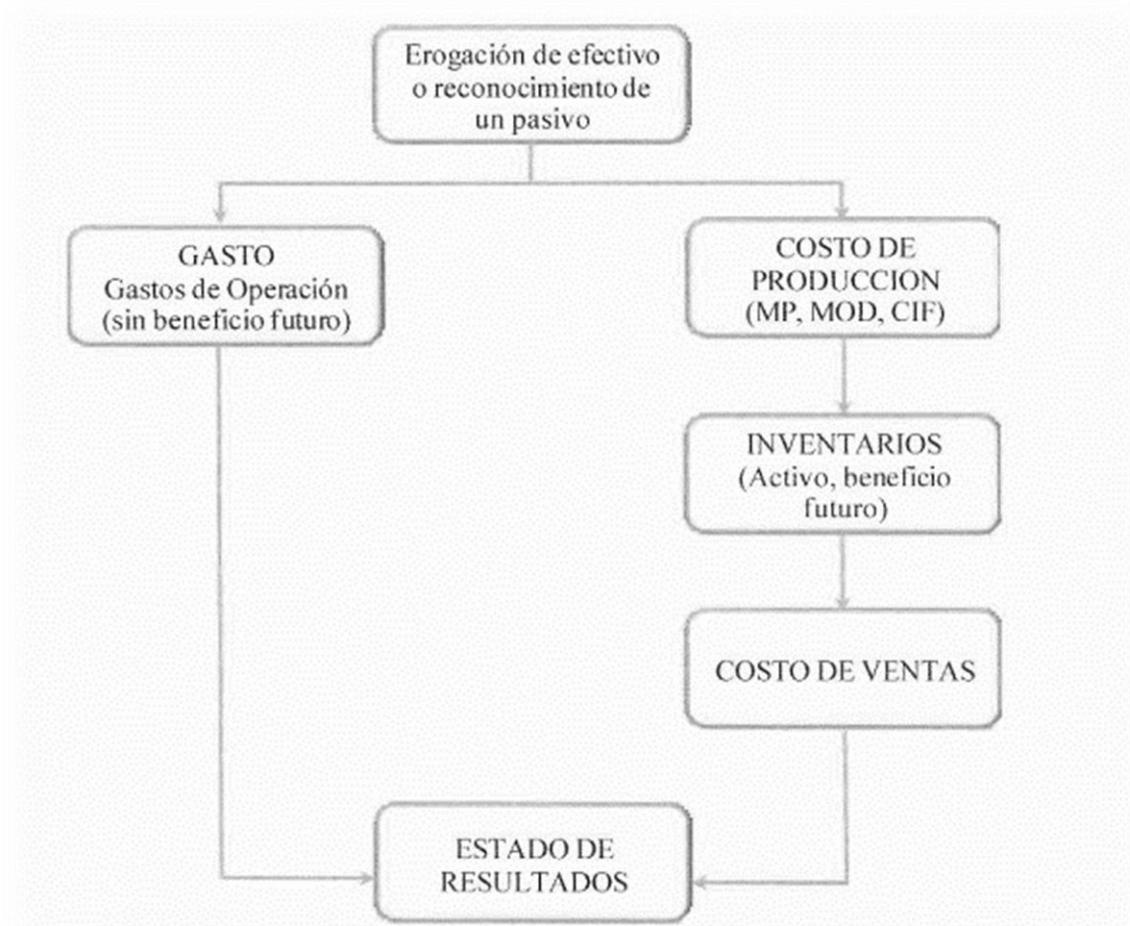 Erogación de efectivo
o reconocimiento de
un pasivo
GASTO
Gastos de Operación
(sin beneficio futuro)
COSTO DE
PRODUCCION
(MP, MOD, CIF)
INVENTARIOS
(Activo, beneficio
futuro)
COSTO DE VENTAS
ESTADO DE
RESULTADOS